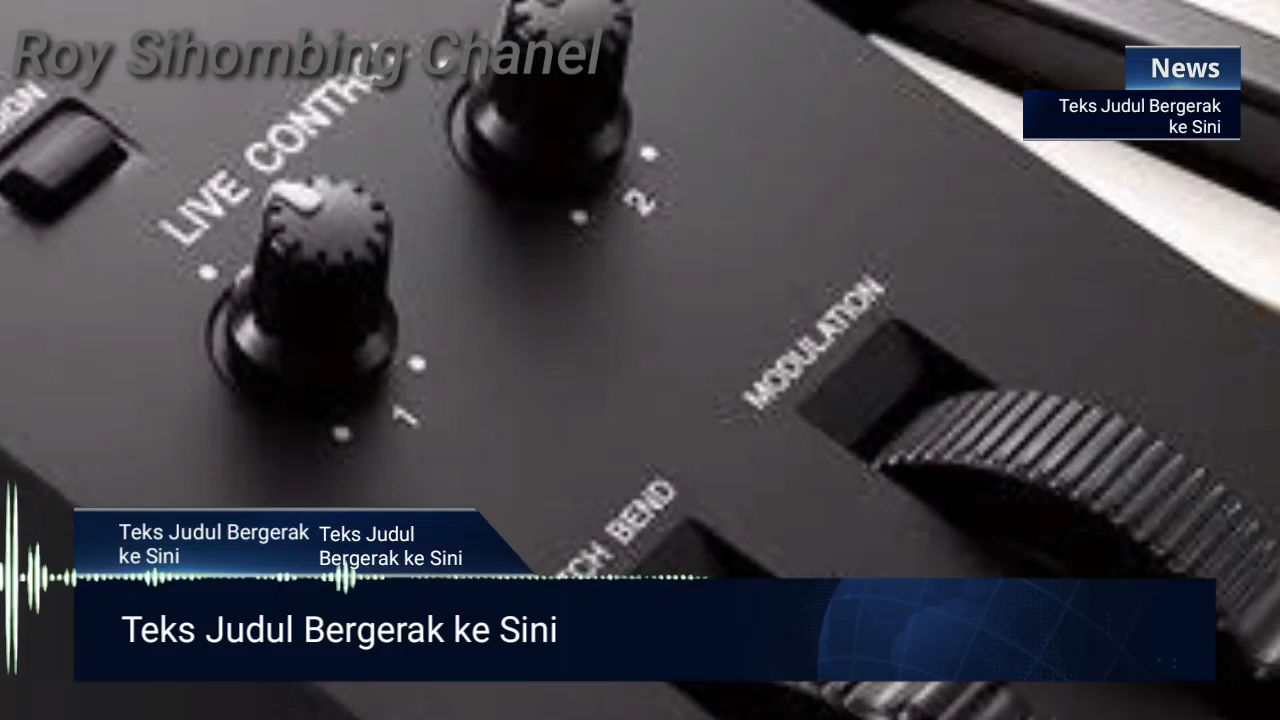 Roy Sihombing Chanel
News
Teks Judul Bergerak
ke Sini
LIVE CONTR
2
1
MODULATION
BEND
Teks Judul Bergerak
ke Sini
Teks Judul
Bergerak ke Sini
Teks Judul Bergerak ke Sini